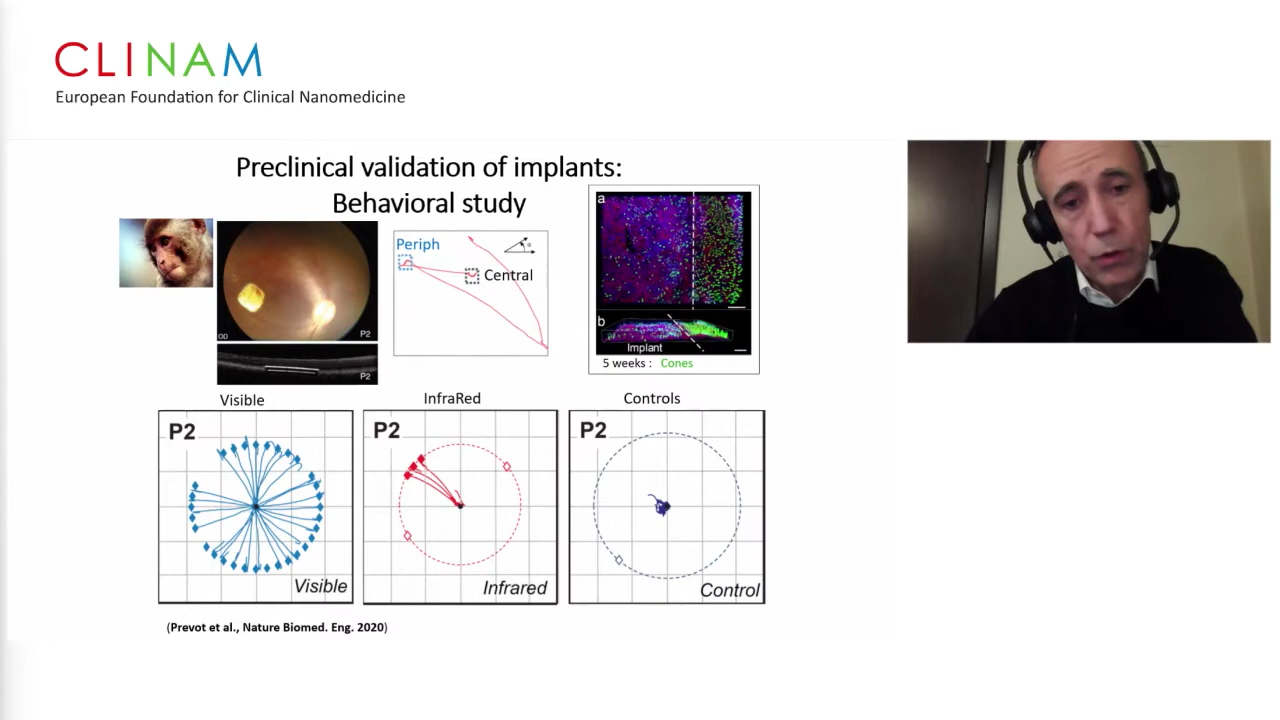 CLINAM
European Foundation for Clinical Nanomedicine
Preclinical validation of implants:
Behavioral study
OD
P2
P2
Periph
α
Central
a
b
Implant
5 weeks : Cones
Visible
InfraRed
Controls
P2
P2
P2
Visible
Infrared
Control
(Prevot et al., Nature Biomed. Eng. 2020)